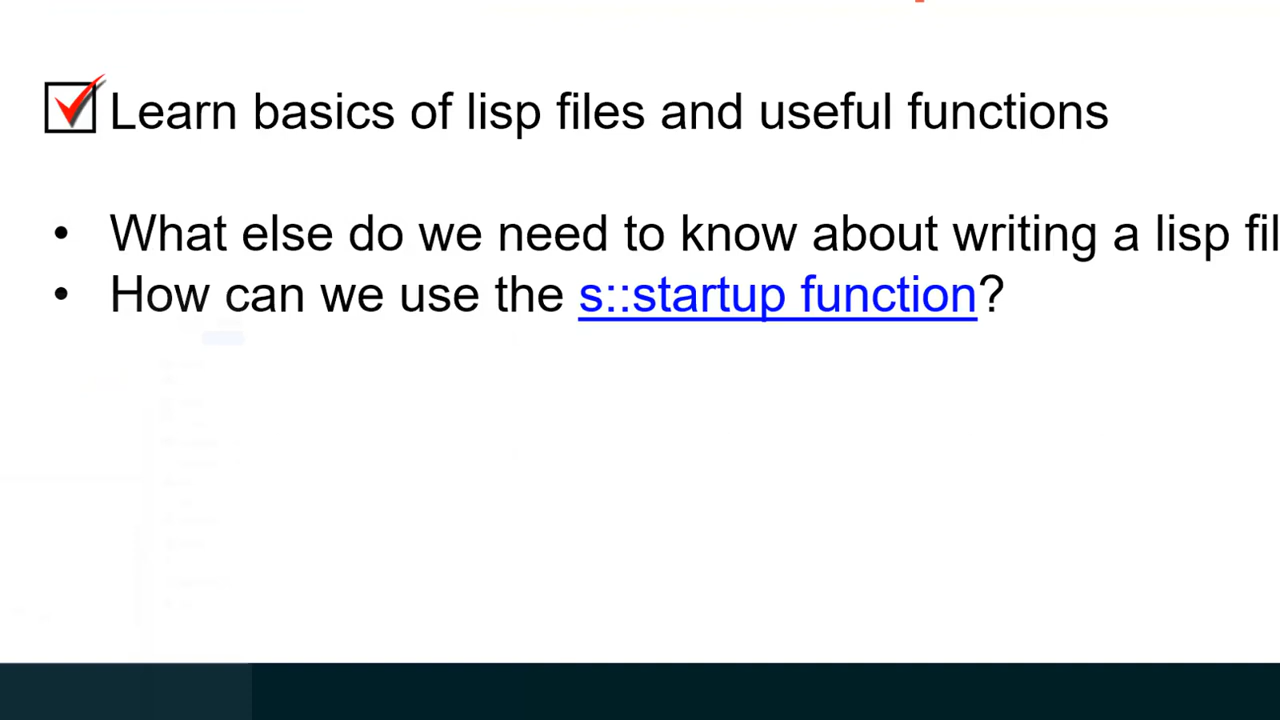 Learn basics of lisp files and useful functions
• What else do we need to know about writing a lisp fil
• How can we use the s::startup function?